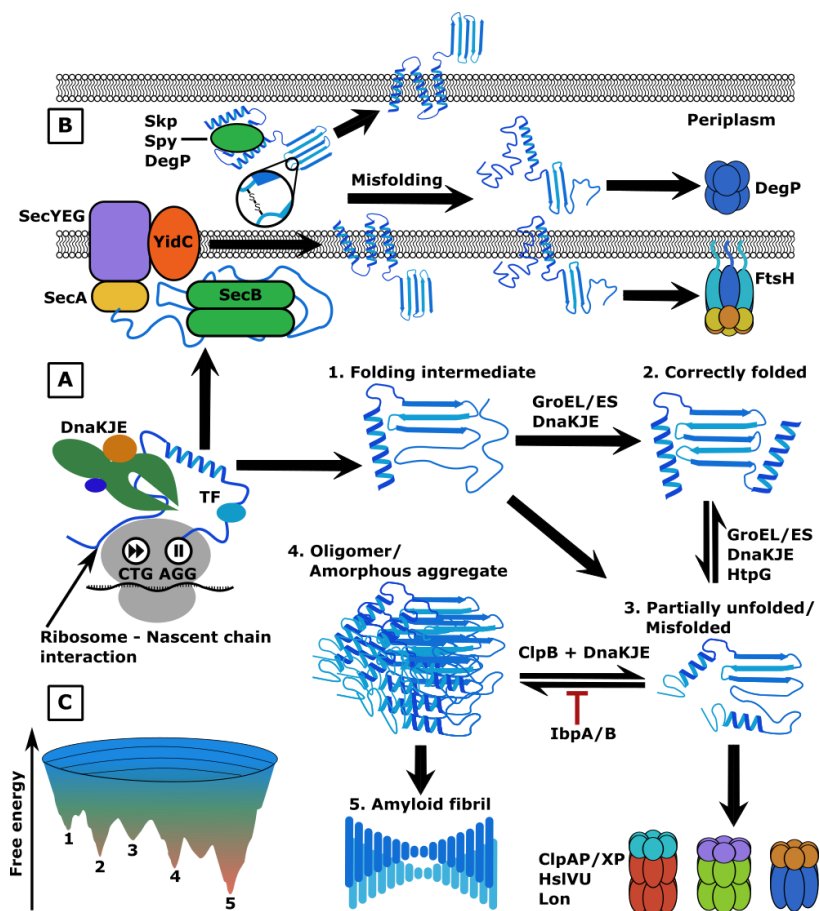 B
Skp
Spy
DegP
Periplasm
Misfolding
DegP
SecYEG
YidC
FtsH
SecA
SecB
A
1. Folding intermediate
2. Correctly folded
GroEL/ES
DnaKJE
DnaKJE
TF
CTG AGG
Ribosome - Nascent chain
interaction
GroEL/ES
DnaKJE
HtpG
4. Oligomer/
Amorphous aggregate
3. Partially unfolded/
Misfolded
ClpB + DnaKJE
IbpA/B
C
Free energy
1
2
3
4
5
5. Amyloid fibril
ClpAP/XP
HslVU
Lon